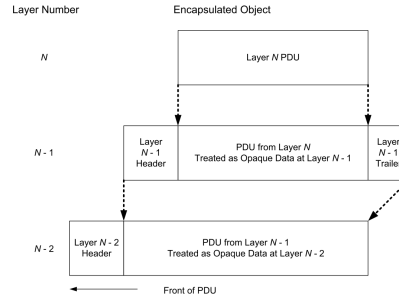 Layer Number
Encapsulated Object
N
Layer N PDU
N - 1
Layer
N - 1
Header
PDU from Layer N
Treated as Opaque Data at Layer N - 1
Layer
N - 1
N - 2
Layer N - 2
Header
PDU from Layer N - 1
Treated as Opaque Data at Layer N - 2
Front of PDU